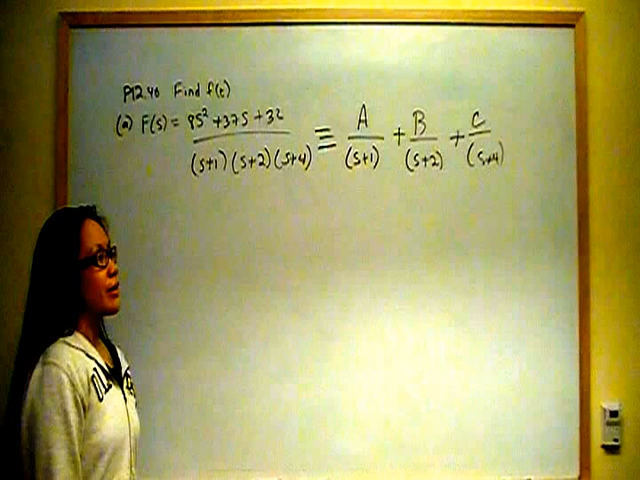 P12.40 Find f(t)
(a) F(s) = 8s² + 37s + 32 / (s+1)(s+2)(s+4) ≡ A/(s+1) + B/(s+2) + C/(s+4)